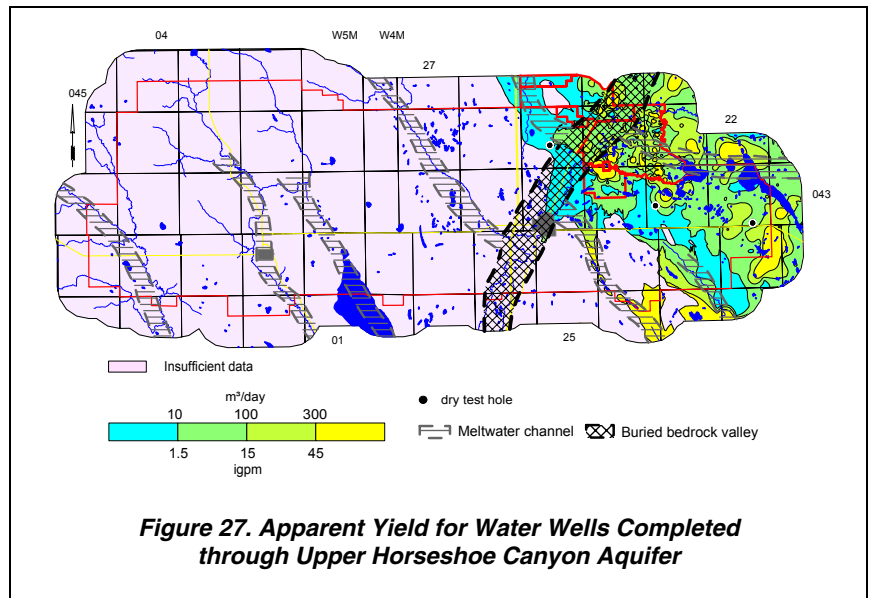 04 W5M W4M
27
045
22
043
01 25
Insufficient data
m³/day
10 100 300
1.5 15 45
igpm
dry test hole
Meltwater channel Buried bedrock valley
Figure 27. Apparent Yield for Water Wells Completed
through Upper Horseshoe Canyon Aquifer